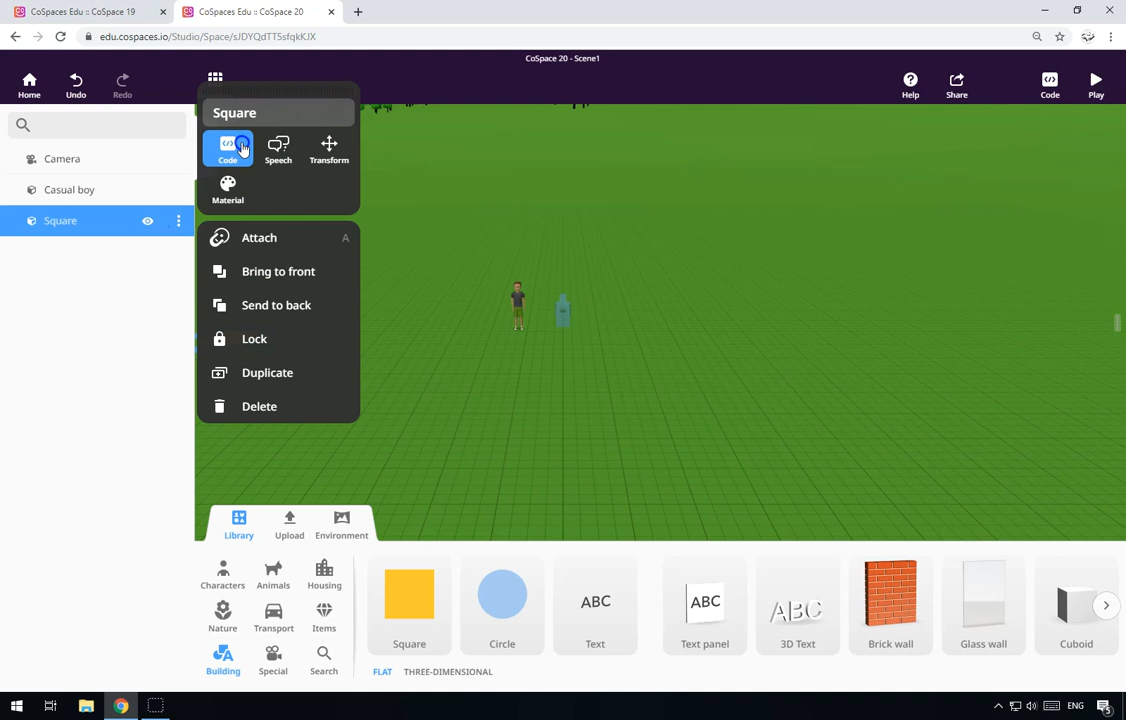 CoSpaces Edu :: CoSpace 19
CoSpaces Edu :: CoSpace 20
edu.cospaces.io/Studio/Space/sJDYQdTT5sfqkKJX
CoSpace 20 - Scene1
Home
Undo
Redo
Help
Share
Code
Play
Camera
Casual boy
Square
Square
Code
Speech
Transform
Material
Attach A
Bring to front
Send to back
Lock
Duplicate
Delete
Library
Upload
Environment
Characters
Animals
Housing
Nature
Transport
Items
Building
Special
Search
ABC
ABC
ABC
Square
Circle
Text
Text panel
3D Text
Brick wall
Glass wall
Cuboid
FLAT
THREE-DIMENSIONAL
ENG
5